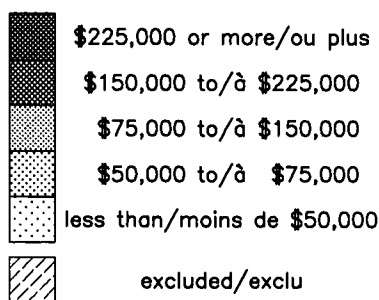 $225,000 or more/ou plus
$150,000 to/à $225,000
$75,000 to/à $150,000
$50,000 to/à $75,000
less than/moins de $50,000
excluded/exclu